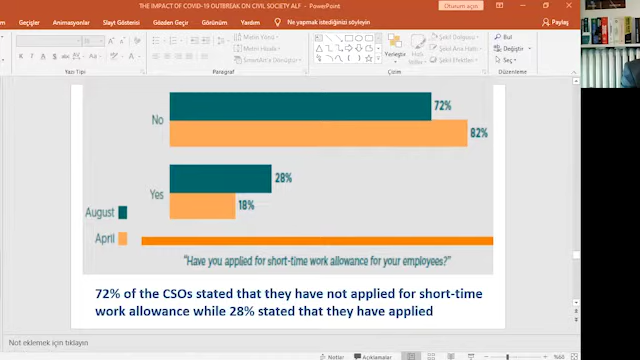 THE IMPACT OF COVID-19 OUTBREAK ON CIVIL SOCIETY ALF - PowerPoint
Oturum açın
Geçişler Animasyonlar Slayt Gösterisi Gözden Geçir Görünüm Yardım Ne yapmak istediğinizi söyleyin Paylaş
Metin Yönü
Metni Hizala
SmartArt'a Dönüştür
Yerleştir
Şekil Dolgusu
Şekil Ana Hattı
Şekil Efektleri
Bul
Değiştir
Seç
Yazı Tipi Paragraf Çizim Düzenleme
No
72%
82%
Yes
28%
18%
August
April
"Have you applied for short-time work allowance for your employees?"
72% of the CSOs stated that they have not applied for short-time
work allowance while 28% stated that they have applied
Not eklemek için tıklayın
Notlar Açıklamalar